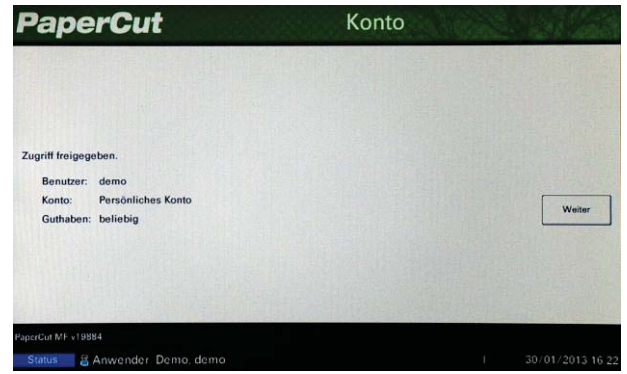 PaperCut Konto
Zugriff freigegeben.
Benutzer: demo
Konto: Persönliches Konto
Guthaben: beliebig
Weiter
PaperCut MF v19884
Status Anwender Demo, demo 30/01/2013 16:22